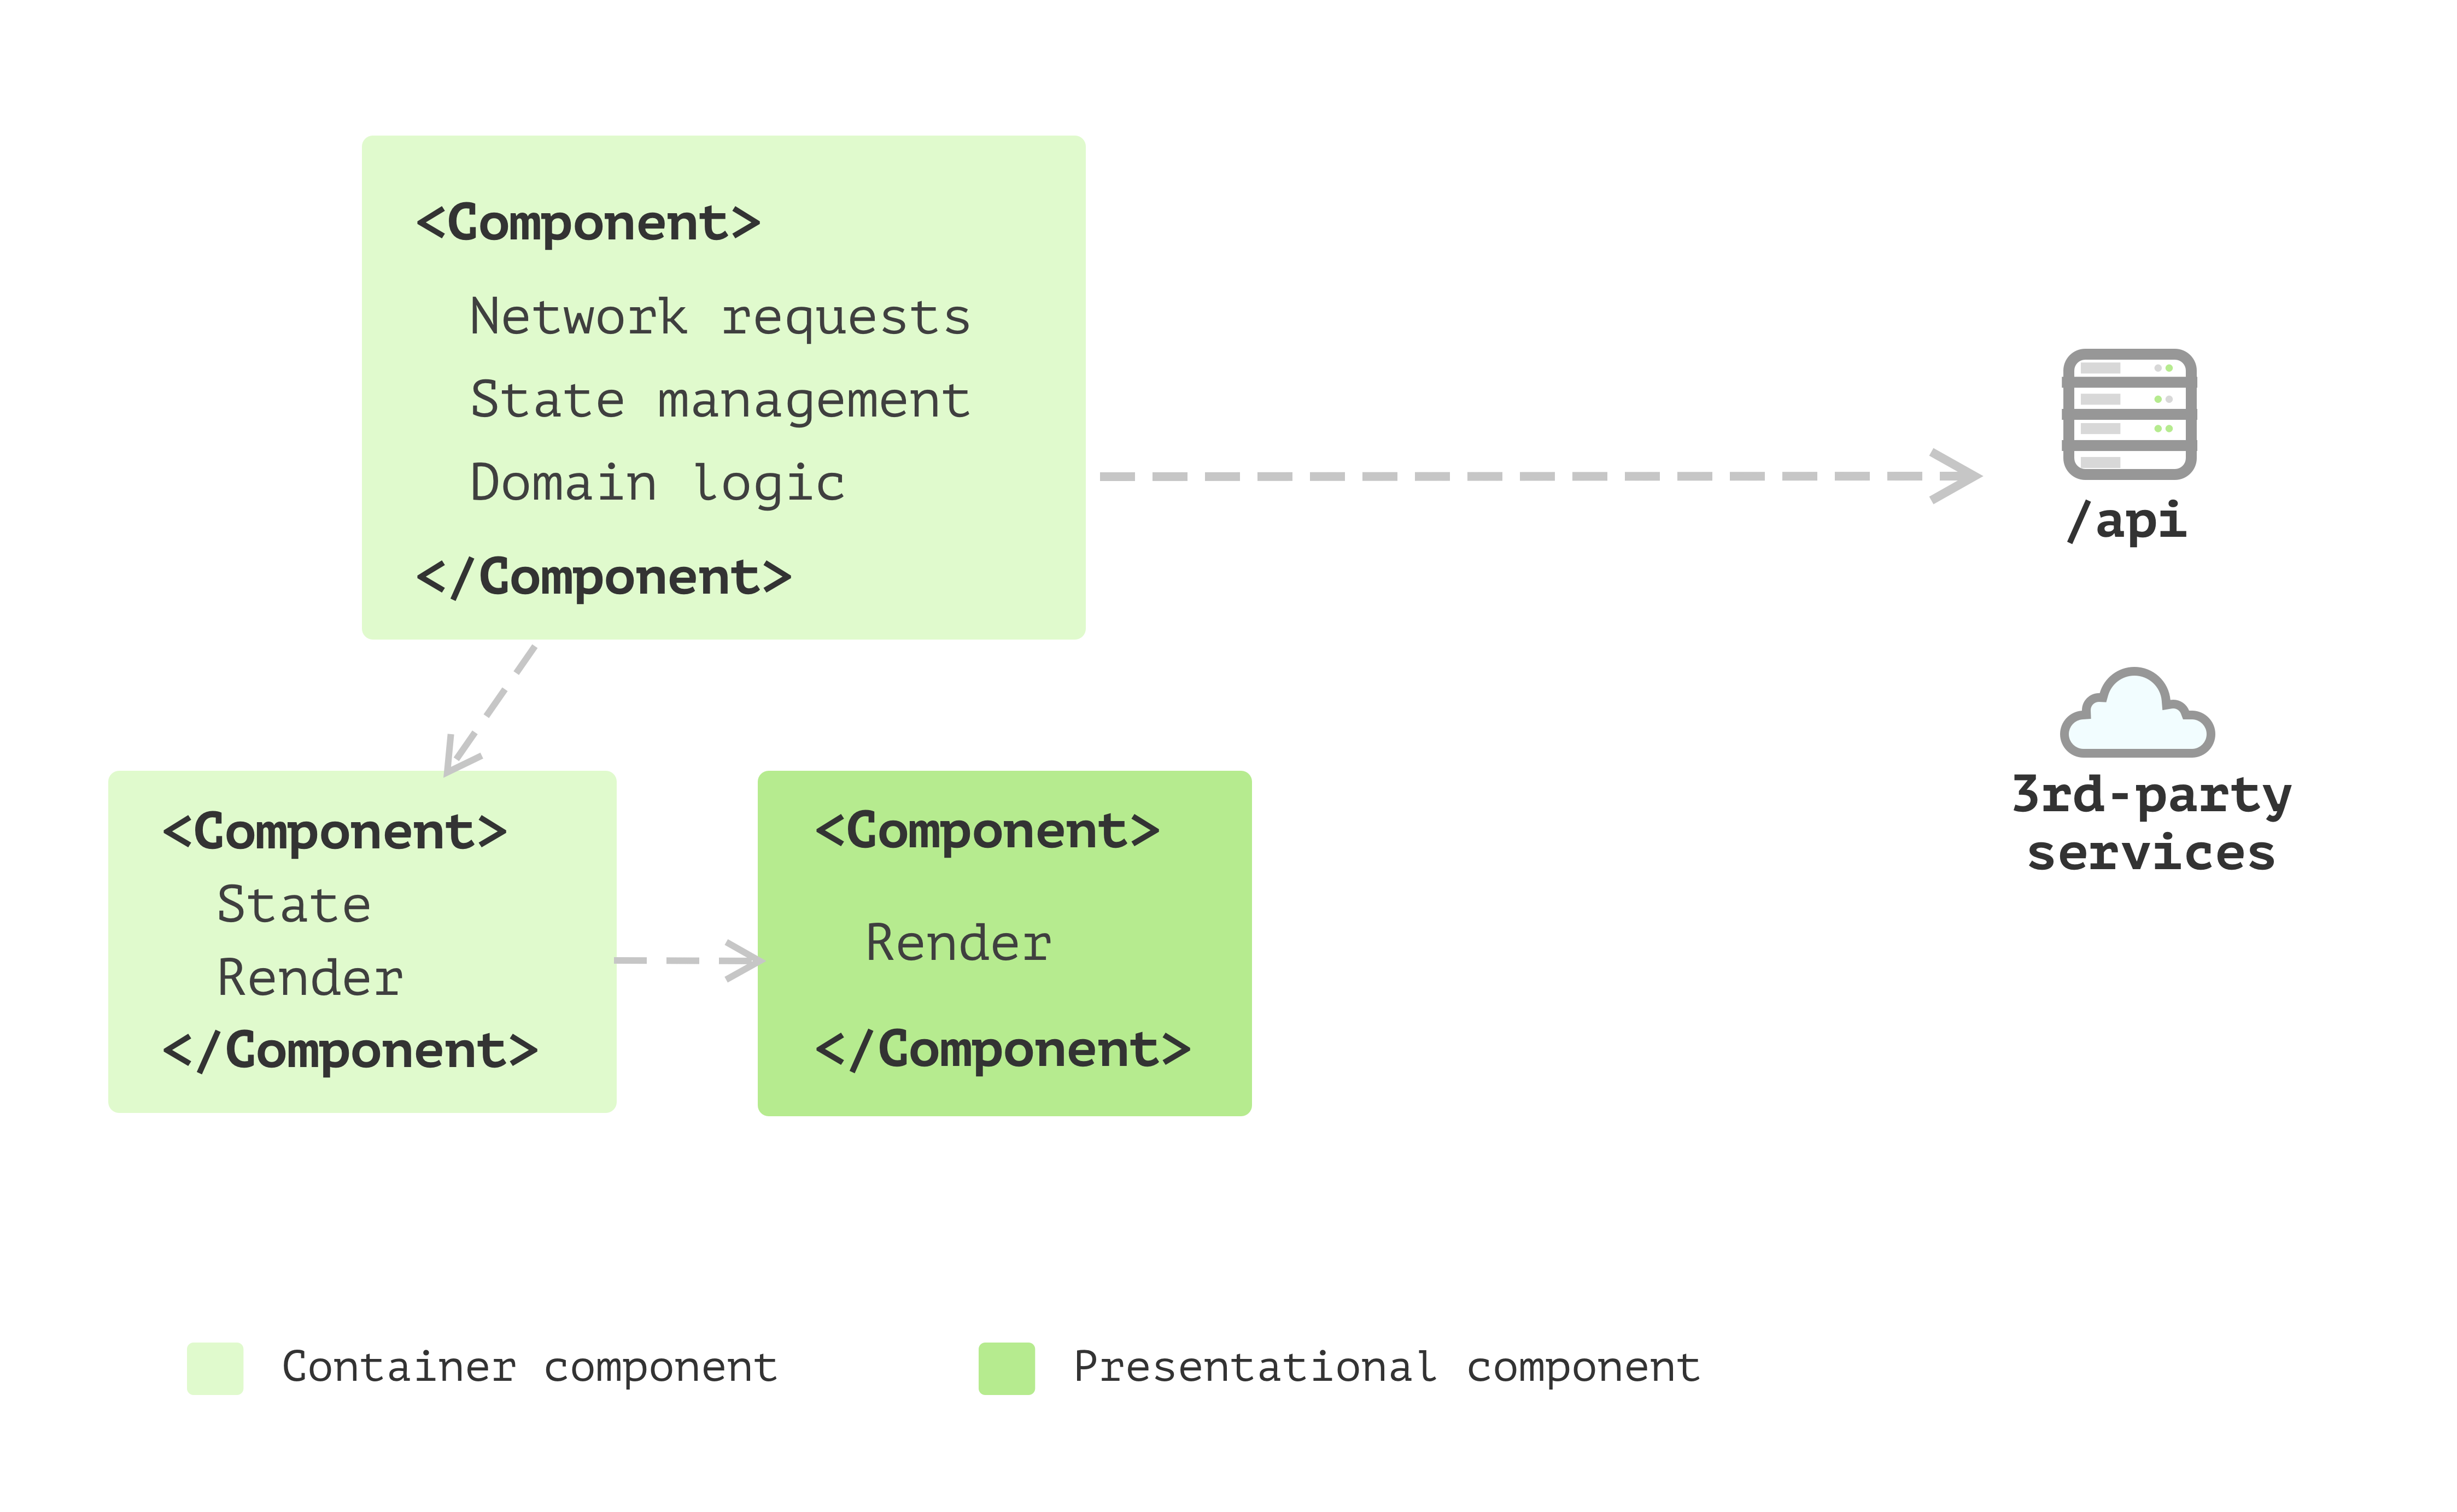 <Component>
Network requests
State management
Domain logic
</Component>
/api
3rd-party
services
<Component>
State
Render
</Component>
<Component>
Render
</Component>
Container component
Presentational component